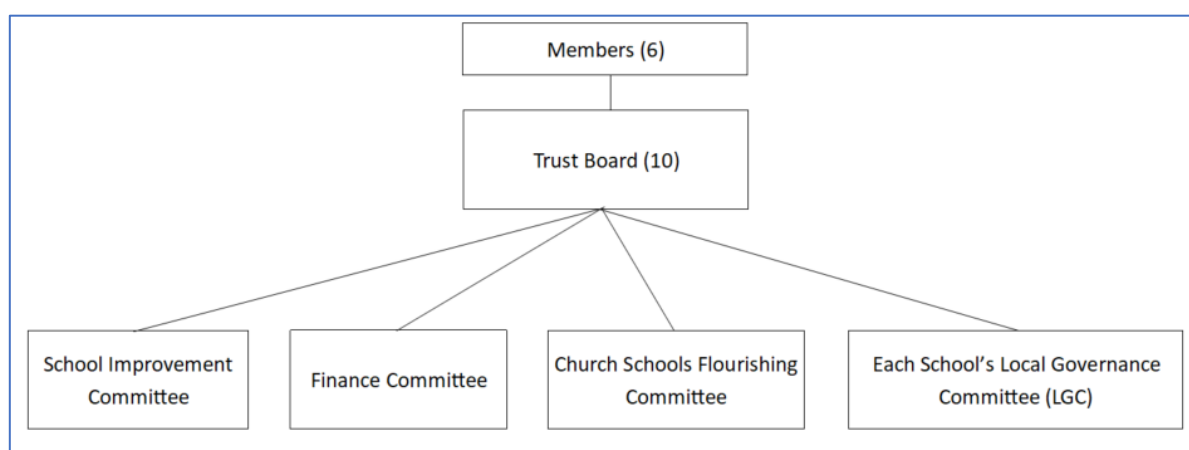 Members (6)
Trust Board (10)
School Improvement
Committee
Finance Committee
Church Schools Flourishing
Committee
Each School’s Local Governance
Committee (LGC)